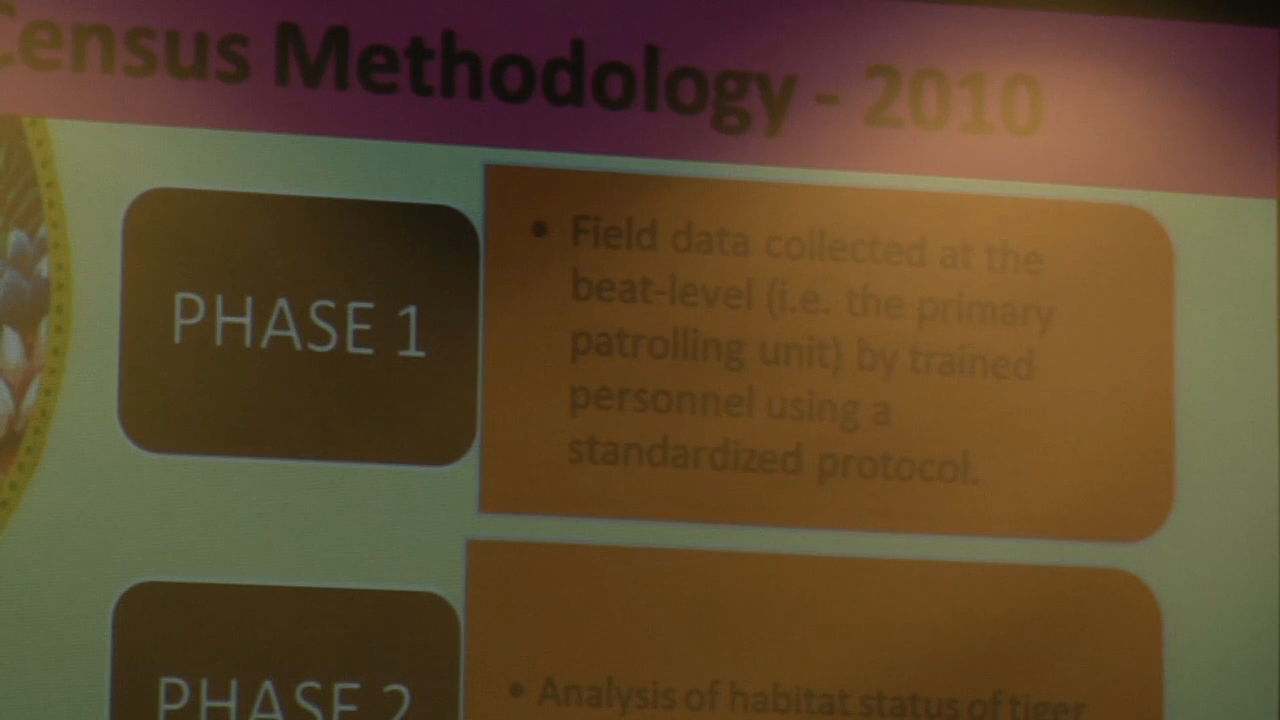 Census Methodology - 2010
PHASE 1
• Field data collected at the
beat-level (i.e. the primary
patrolling unit) by trained
personnel using a
standardized protocol.
PHASE 2
• Analysis of habitat status of tiger